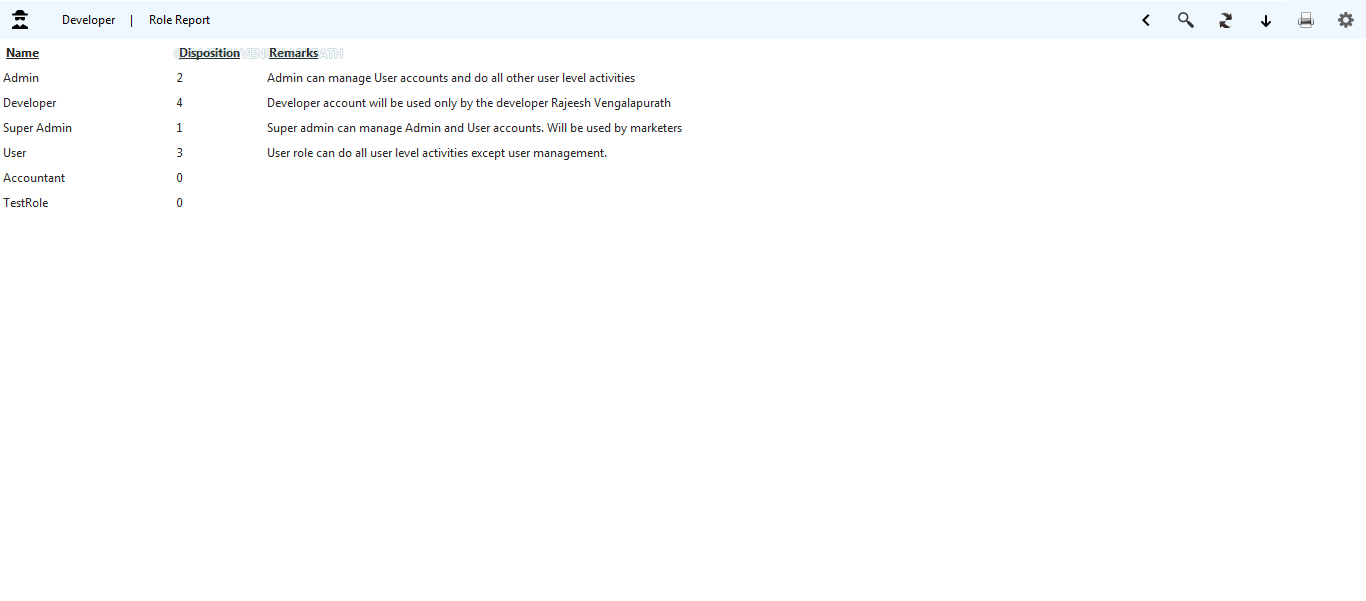 Developer | Role Report
Name Disposition Remarks
Admin 2 Admin can manage User accounts and do all other user level activities
Developer 4 Developer account will be used only by the developer Rajeesh Vengalapurath
Super Admin 1 Super admin can manage Admin and User accounts. Will be used by marketers
User 3 User role can do all user level activities except user management.
Accountant 0
TestRole 0